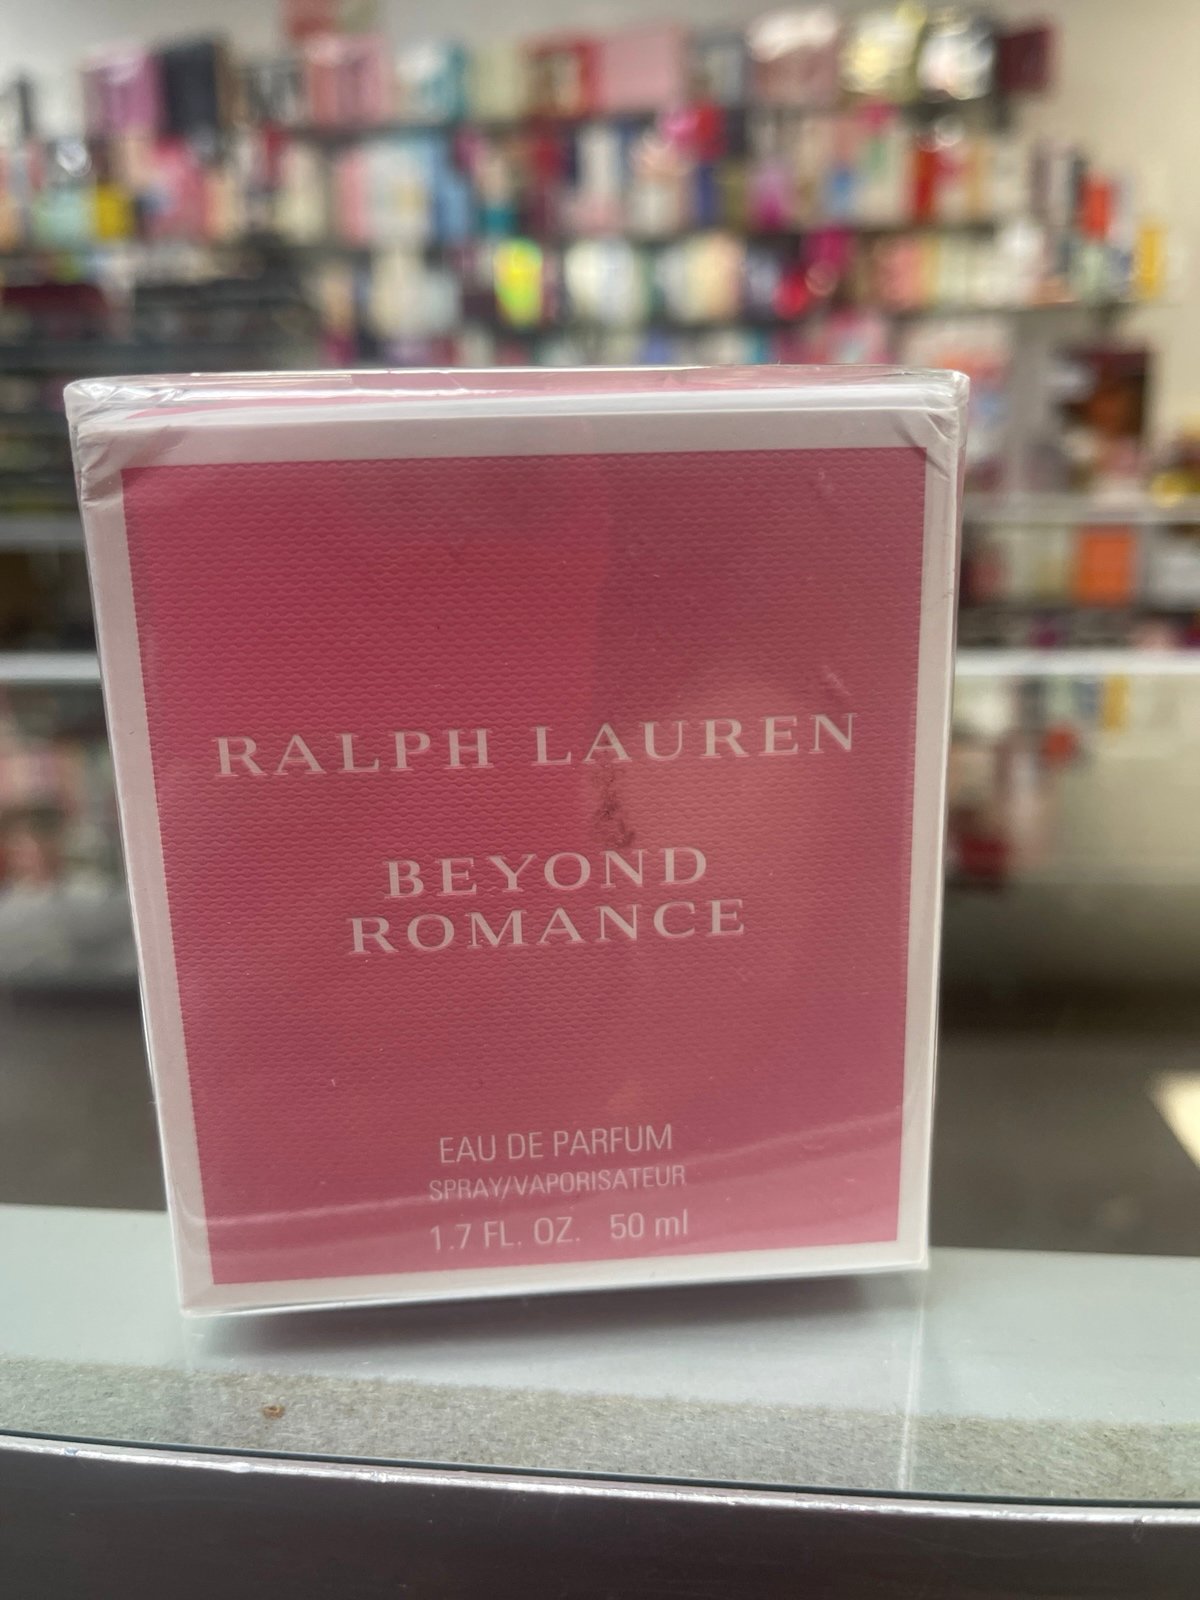 RALPH LAUREN
BEYOND
ROMANCE
EAU DE PARFUM
SPRAY/VAPORISATEUR
1.7 FL. OZ. 50 ml